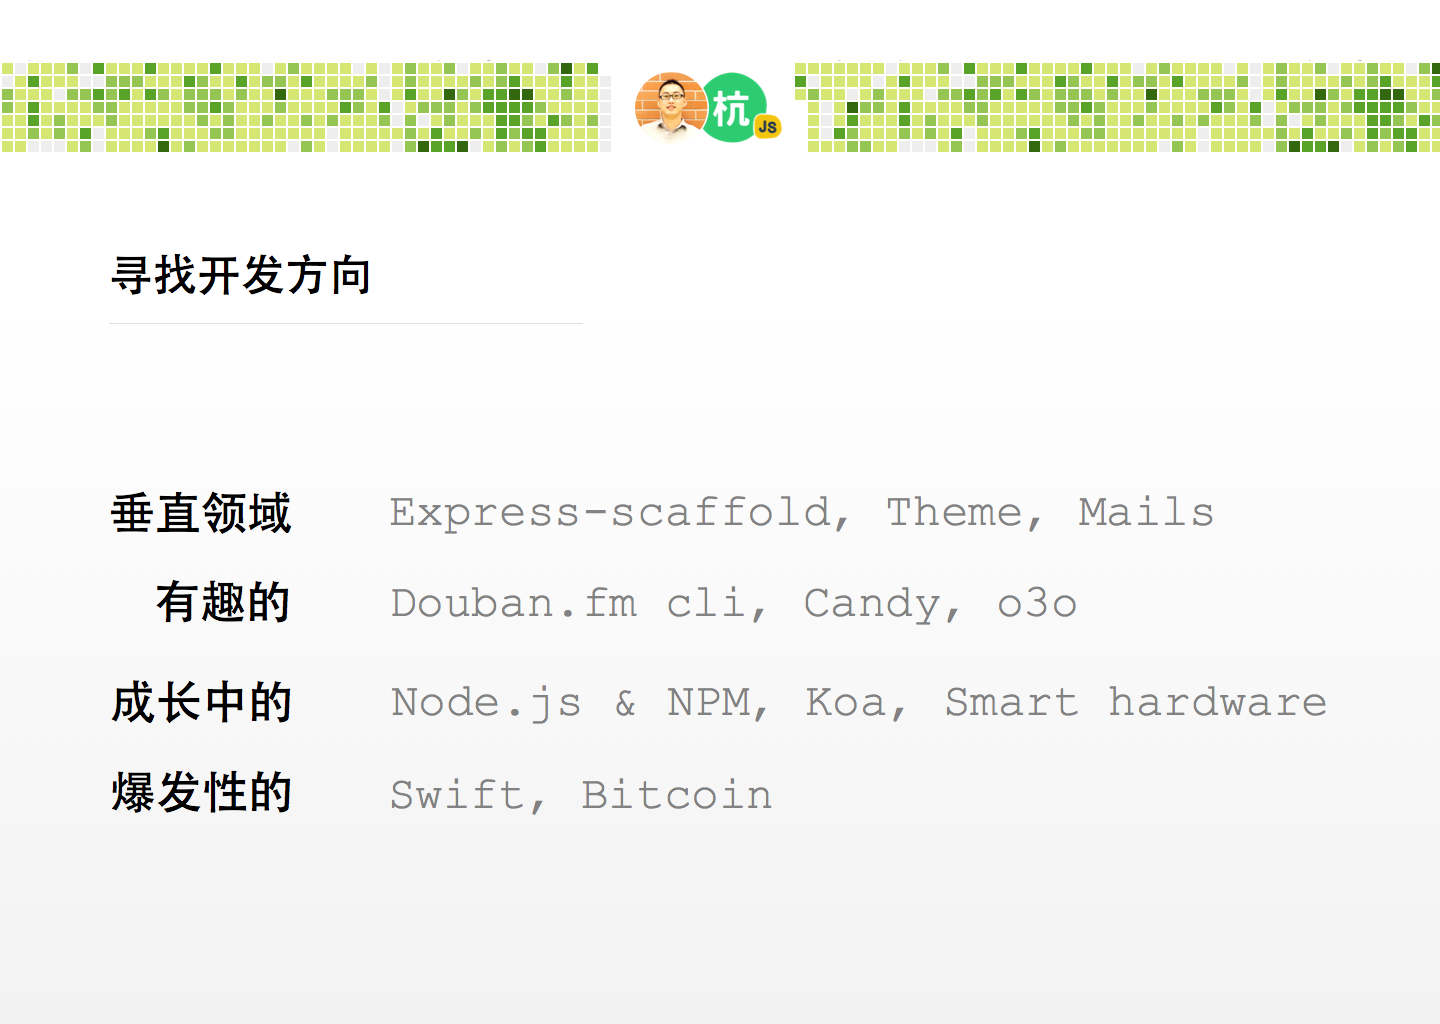 杭
JS
寻找开发方向
垂直领域 Express-scaffold, Theme, Mails
有趣的 Douban.fm cli, Candy, o3o
成长中的 Node.js & NPM, Koa, Smart hardware
爆发性的 Swift, Bitcoin